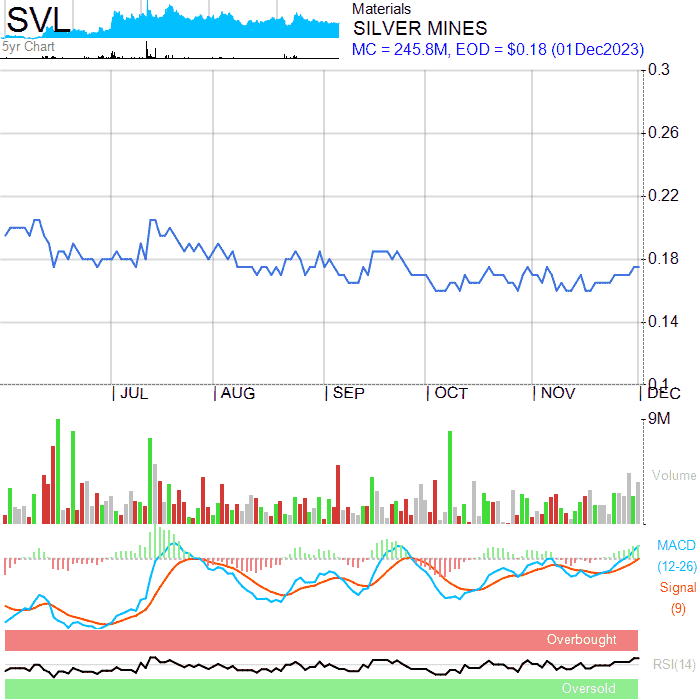 SVL
5yr Chart
Materials
SILVER MINES
MC = 245.8M, EOD = $0.18 (01Dec2023)
0.3
0.26
0.22
0.18
0.14
0.1
JUL AUG SEP OCT NOV DEC
9M
Volume
MACD
(12-26)
Signal
(9)
Overbought
RSI(14)
Oversold